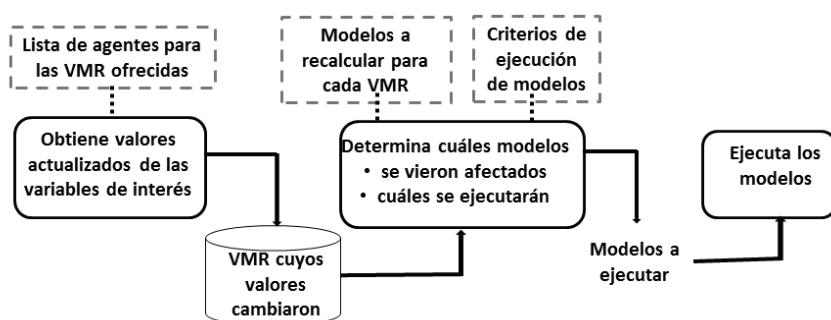 Lista de agentes para
las VMR ofrecidas
Modelos a
recalcular para
cada VMR
Criterios de
ejecución
de modelos
Obtiene valores
actualizados de las
variables de interés
Determina cuáles modelos
• se vieron afectados
• cuáles se ejecutarán
Ejecuta los
modelos
VMR cuyos
valores
cambiaron
Modelos a
ejecutar